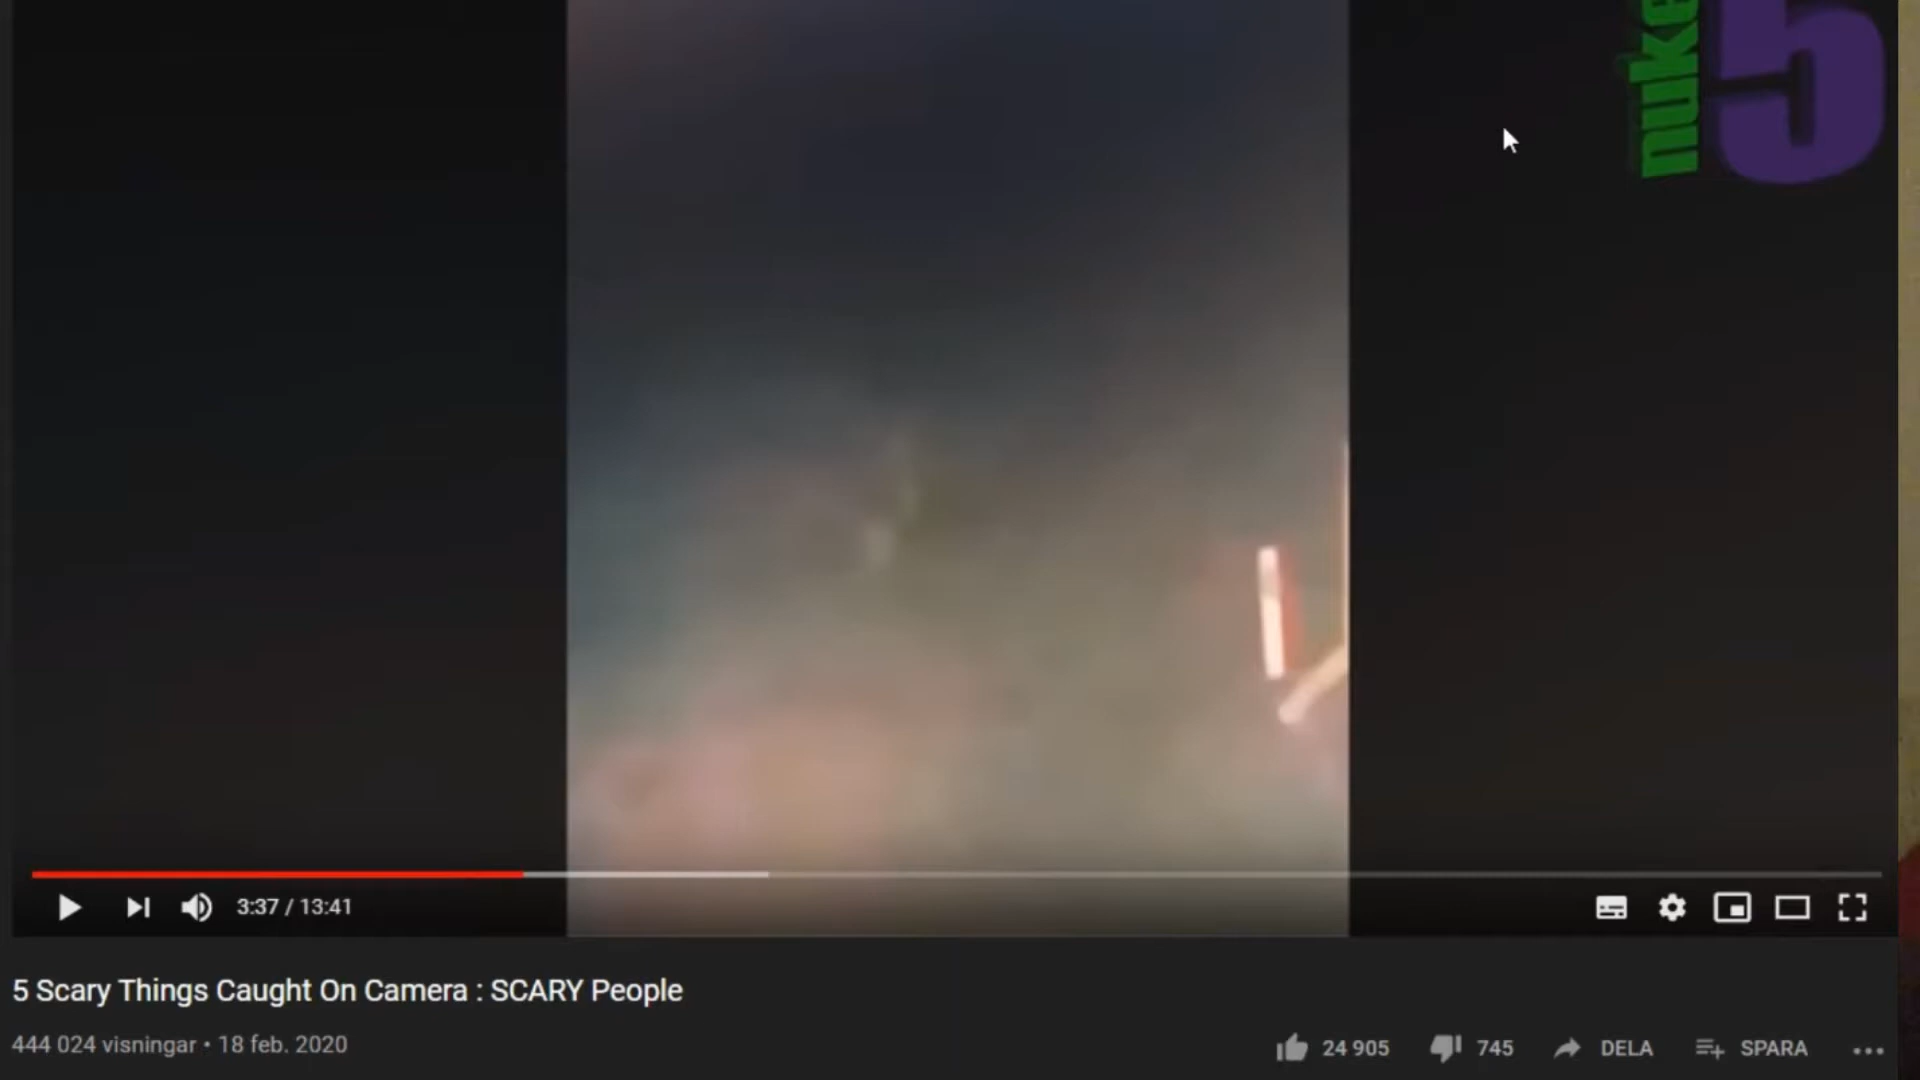 nuke
5
3:37 / 13:41
5 Scary Things Caught On Camera : SCARY People
444 024 visningar • 18 feb. 2020
24 905
745
DELA
SPARA